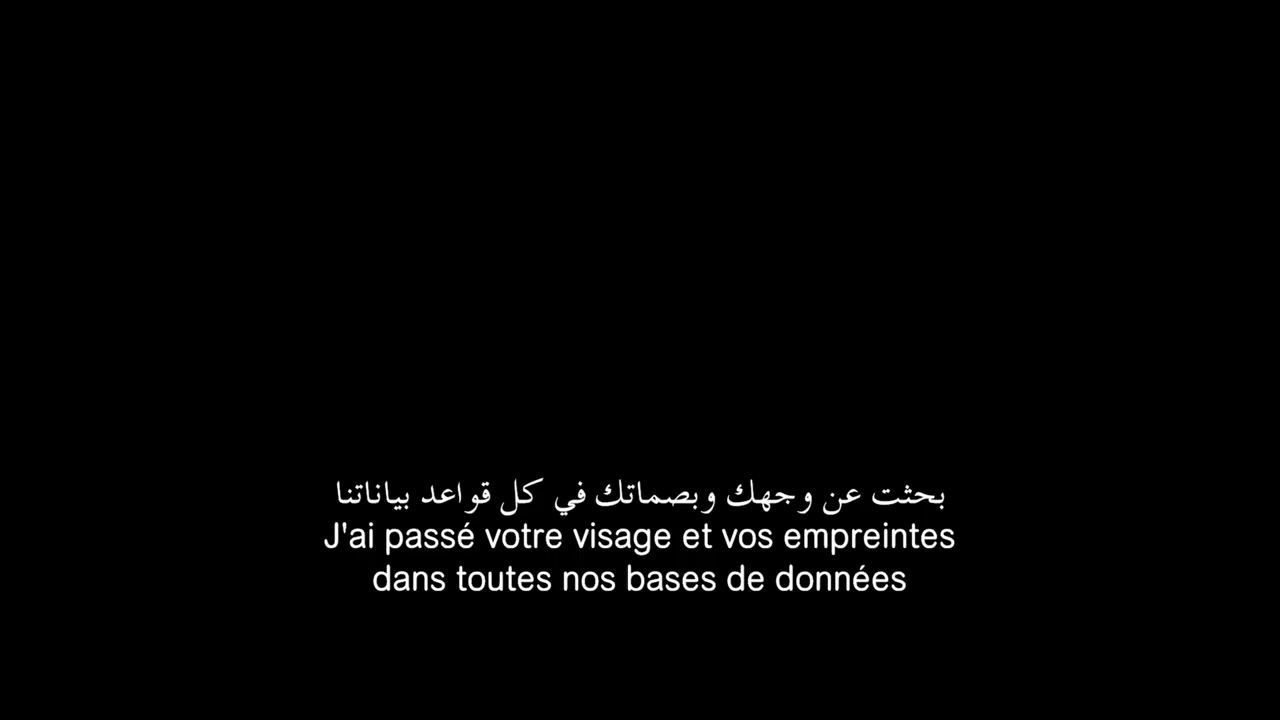 بحثت عن وجهك وبصماتك في كل قواعد بياناتنا
J'ai passé votre visage et vos empreintes
dans toutes nos bases de données